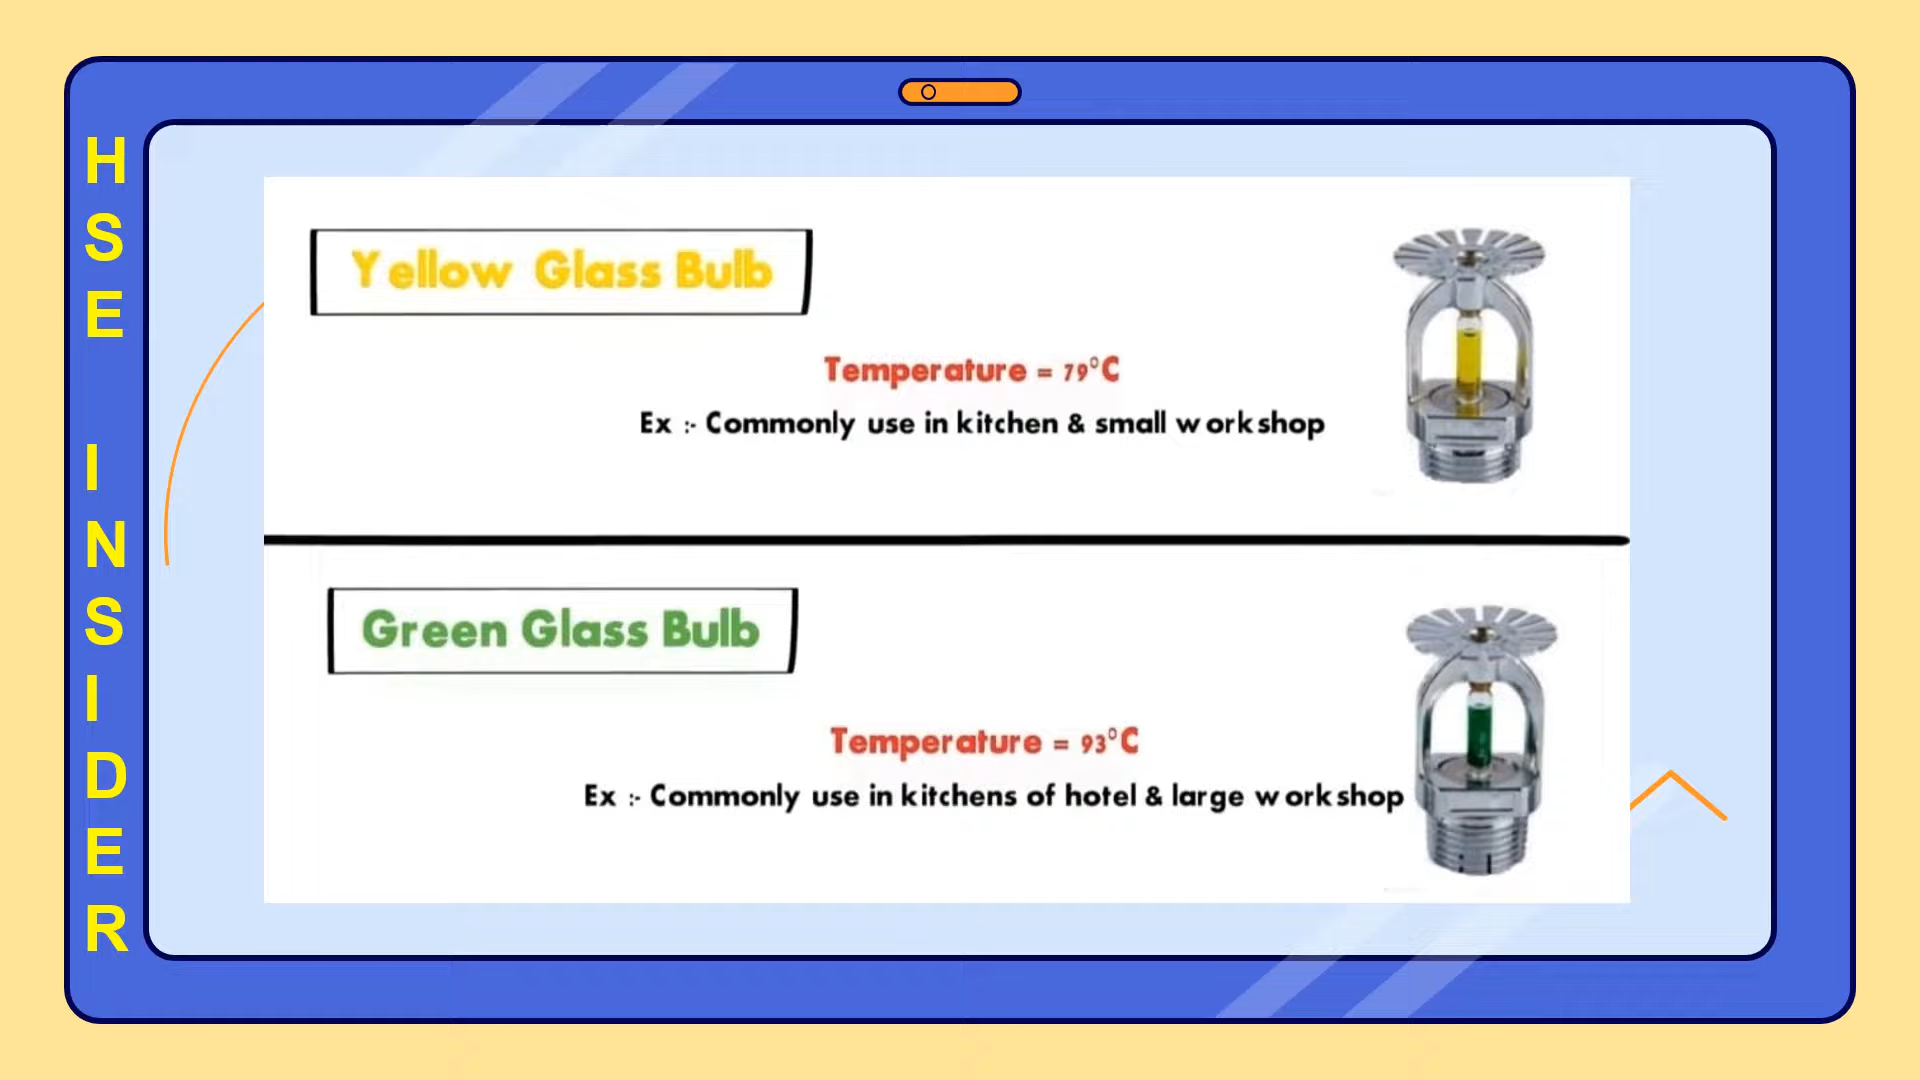 HSE INSIDER
Yellow Glass Bulb
Temperature = 79°C
Ex :- Commonly use in kitchen & small workshop
Green Glass Bulb
Temperature = 93°C
Ex :- Commonly use in kitchens of hotel & large workshop